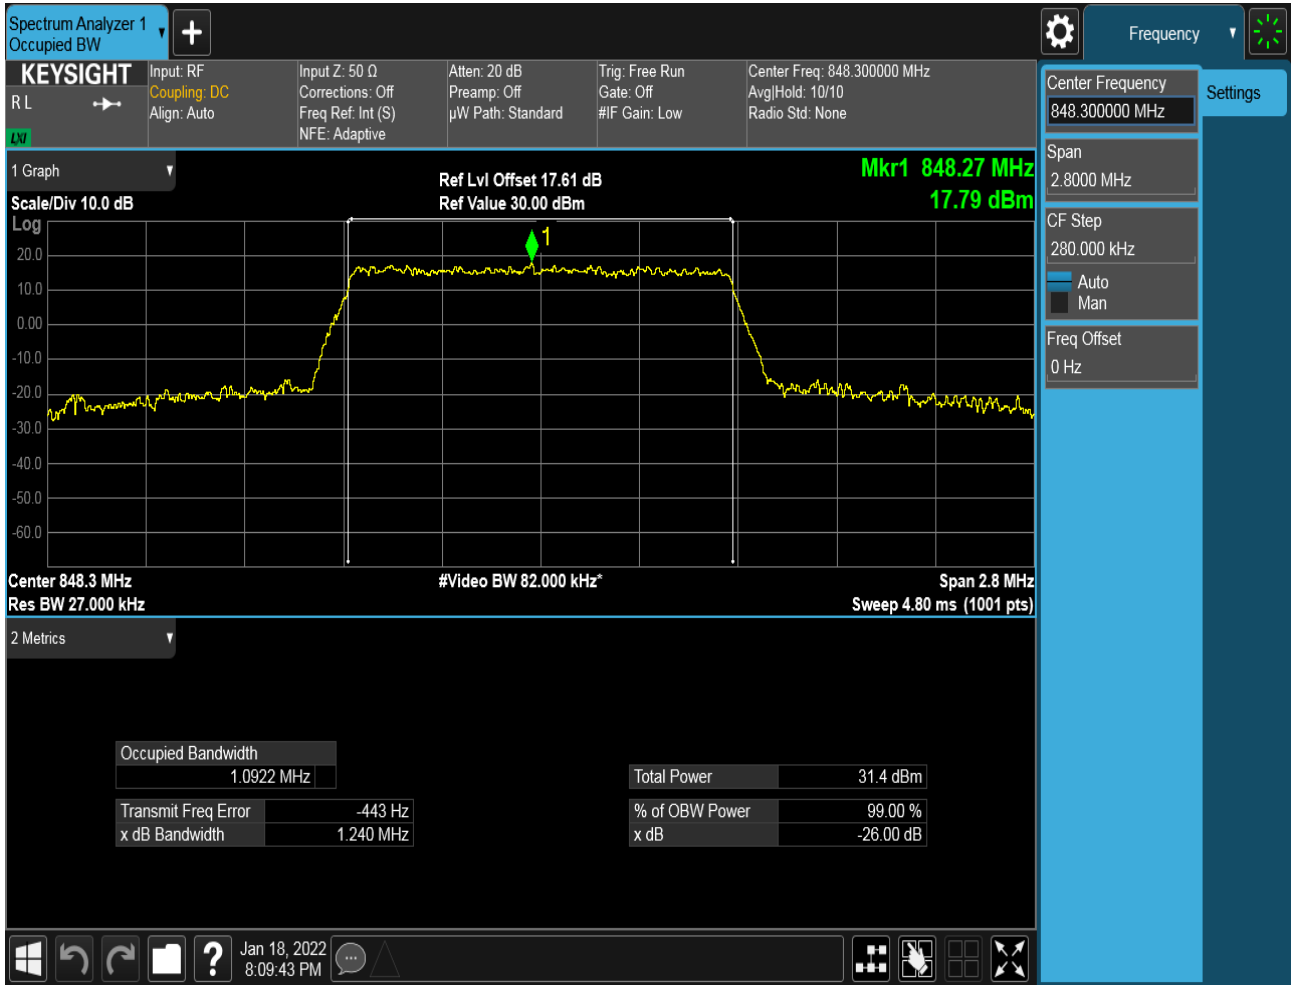 Spectrum Analyzer 1
Occupied BW
Frequency
KEYSIGHT
R L
LXI
Input: RF
Coupling: DC
Align: Auto
Input Z: 50 Ω
Corrections: Off
Freq Ref: Int (S)
NFE: Adaptive
Atten: 20 dB
Preamp: Off
µW Path: Standard
Trig: Free Run
Gate: Off
#IF Gain: Low
Center Freq: 848.300000 MHz
Avg|Hold: 10/10
Radio Std: None
Center Frequency
848.300000 MHz
Settings
Span
2.8000 MHz
CF Step
280.000 kHz
Auto
Man
Freq Offset
0 Hz
1 Graph
Scale/Div 10.0 dB
Log
Ref Lvl Offset 17.61 dB
Ref Value 30.00 dBm
Mkr1 848.27 MHz
17.79 dBm
1
20.0
10.0
0.00
-10.0
-20.0
-30.0
-40.0
-50.0
-60.0
Center 848.3 MHz
Res BW 27.000 kHz
#Video BW 82.000 kHz*
Span 2.8 MHz
Sweep 4.80 ms (1001 pts)
2 Metrics
Occupied Bandwidth
1.0922 MHz
Transmit Freq Error -443 Hz
x dB Bandwidth 1.240 MHz
Total Power 31.4 dBm
% of OBW Power 99.00 %
x dB -26.00 dB
?
Jan 18, 2022
8:09:43 PM